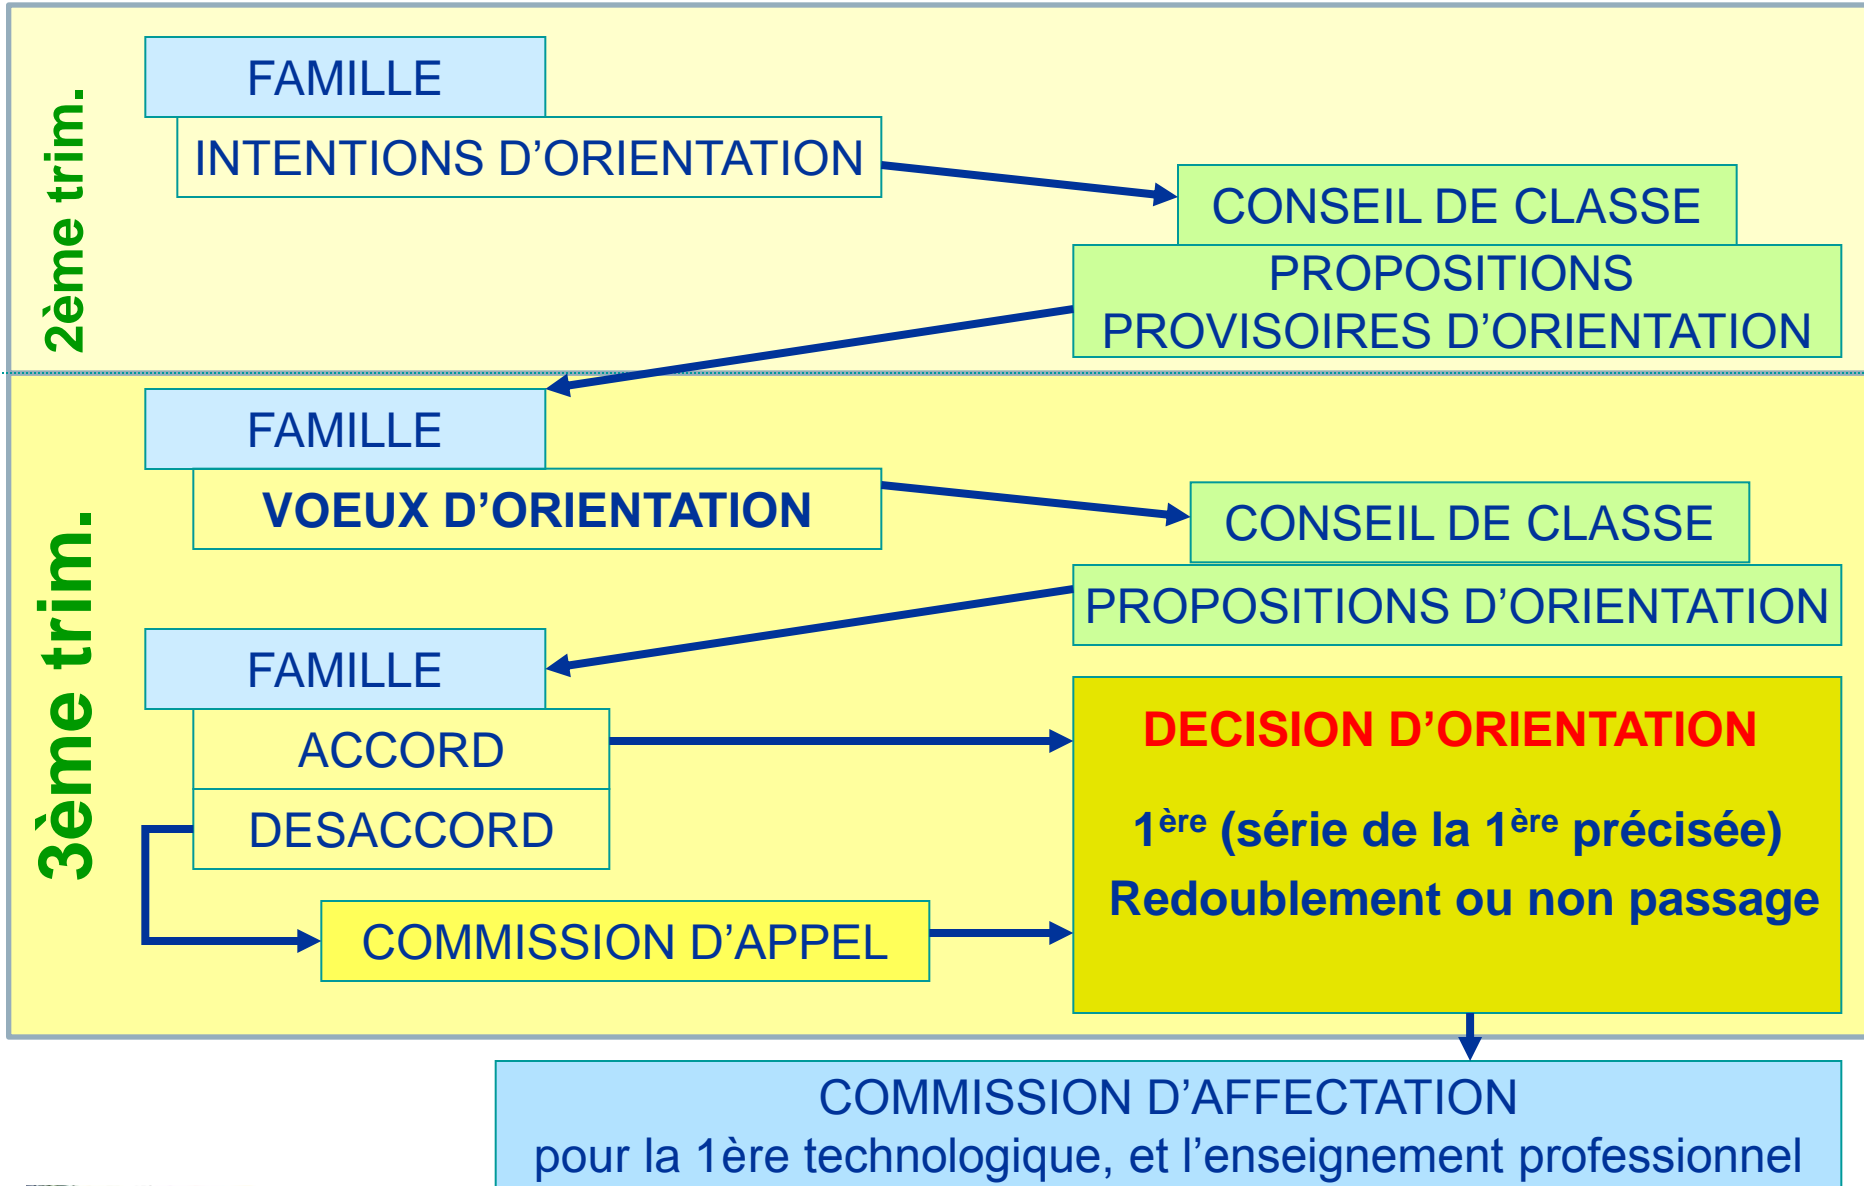 2ème trim.
FAMILLE
INTENTIONS D’ORIENTATION
CONSEIL DE CLASSE
PROPOSITIONS
PROVISOIRES D’ORIENTATION
3ème trim.
FAMILLE
VOEUX D’ORIENTATION
CONSEIL DE CLASSE
PROPOSITIONS D’ORIENTATION
FAMILLE
ACCORD
DESACCORD
COMMISSION D’APPEL
DECISION D’ORIENTATION
1ère (série de la 1ère précisée)
Redoublement ou non passage
COMMISSION D’AFFECTATION
pour la 1ère technologique, et l’enseignement professionnel